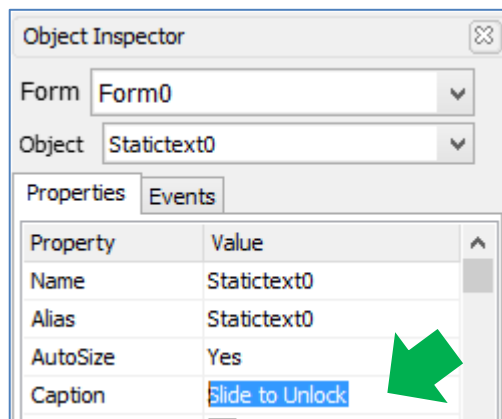 Object Inspector
Form Form0
Object Statictext0
Properties Events
Property Value
Name Statictext0
Alias Statictext0
AutoSize Yes
Caption Slide to Unlock